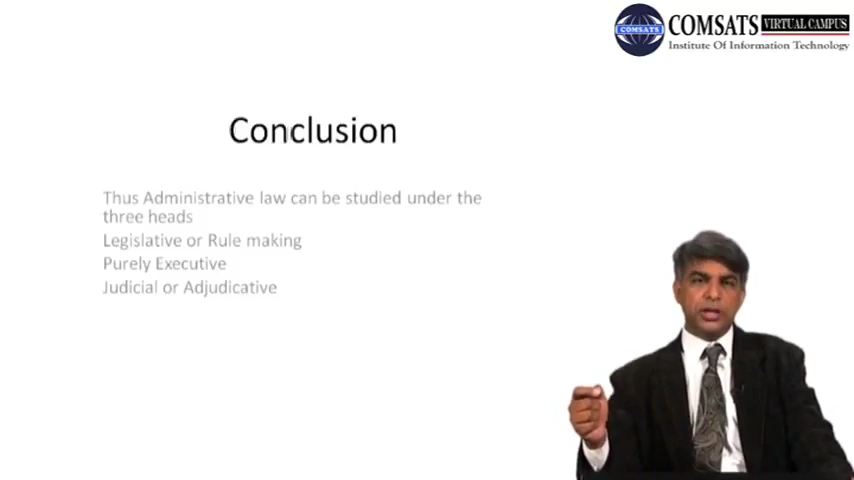 COMSATS VIRTUAL CAMPUS
Institute Of Information Technology
COMSATS
Conclusion
Thus Administrative law can be studied under the
three heads
Legislative or Rule making
Purely Executive
Judicial or Adjudicative